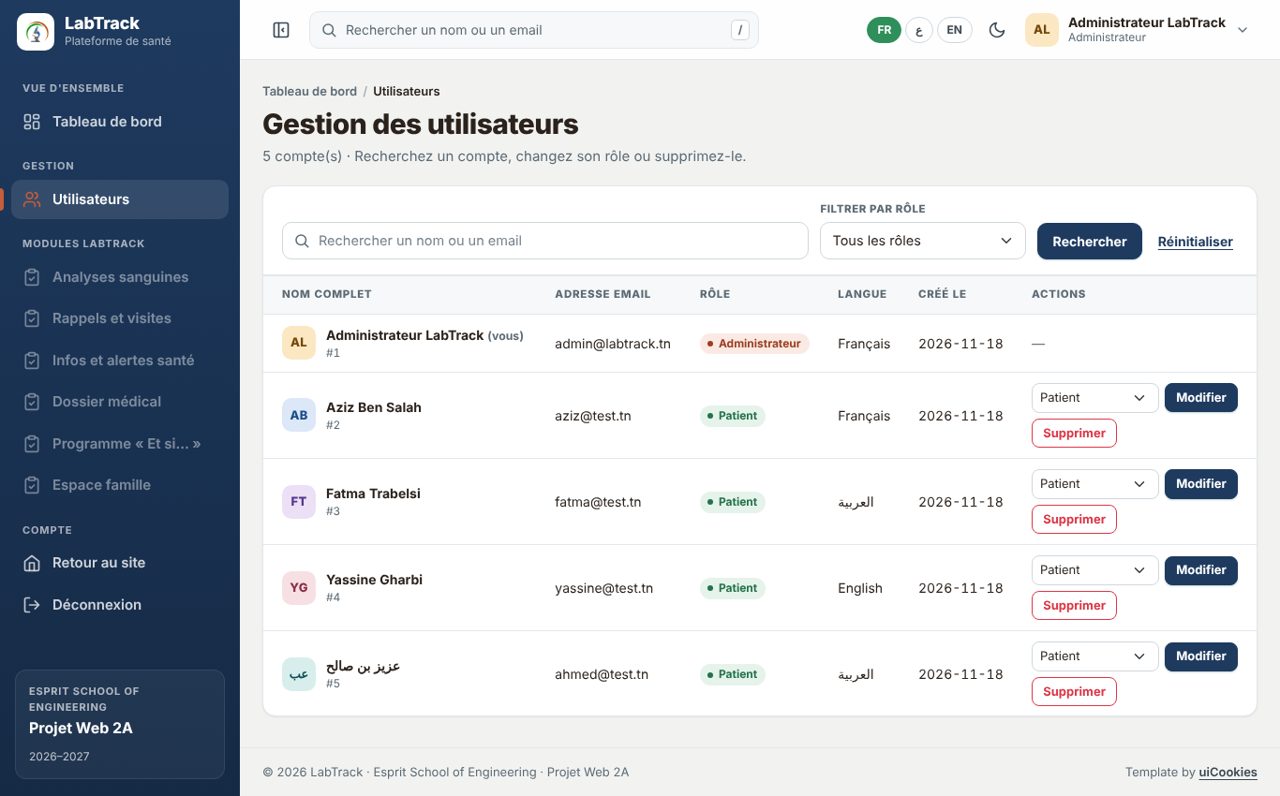 LabTrack
Plateforme de santé
VUE D'ENSEMBLE
Tableau de bord
GESTION
Utilisateurs
MODULES LABTRACK
Analyses sanguines
Rappels et visites
Infos et alertes santé
Dossier médical
Programme « Et si... »
Espace famille
COMPTE
Retour au site
Déconnexion
ESPRIT SCHOOL OF
ENGINEERING
Projet Web 2A
2026–2027
Rechercher un nom ou un email /
FR ع EN
AL Administrateur LabTrack
Administrateur
Tableau de bord / Utilisateurs
Gestion des utilisateurs
5 compte(s) · Recherchez un compte, changez son rôle ou supprimez-le.
FILTRER PAR RÔLE
Rechercher un nom ou un email Tous les rôles Rechercher Réinitialiser
NOM COMPLET ADRESSE EMAIL RÔLE LANGUE CRÉÉ LE ACTIONS
AL Administrateur LabTrack (vous) admin@labtrack.tn Administrateur Français 2026-11-18 —
#1
AB Aziz Ben Salah aziz@test.tn Patient Français 2026-11-18 Patient Modifier
#2 Supprimer
FT Fatma Trabelsi fatma@test.tn Patient العربية 2026-11-18 Patient Modifier
#3 Supprimer
YG Yassine Gharbi yassine@test.tn Patient English 2026-11-18 Patient Modifier
#4 Supprimer
عب عزيز بن صالح ahmed@test.tn Patient العربية 2026-11-18 Patient Modifier
#5 Supprimer
© 2026 LabTrack · Esprit School of Engineering · Projet Web 2A
Template by uiCookies